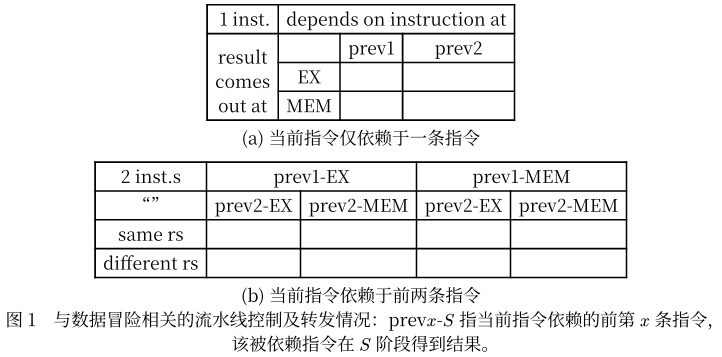 1 inst. depends on instruction at
result comes out at
prev1 prev2
EX
MEM
(a) 当前指令仅依赖于一条指令
2 inst.s prev1-EX prev1-MEM
“” prev2-EX prev2-MEM prev2-EX prev2-MEM
same rs
different rs
(b) 当前指令依赖于前两条指令
图 1 与数据冒险相关的流水线控制及转发情况：prevx-S 指当前指令依赖的前第 x 条指令，
该被依赖指令在 S 阶段得到结果。